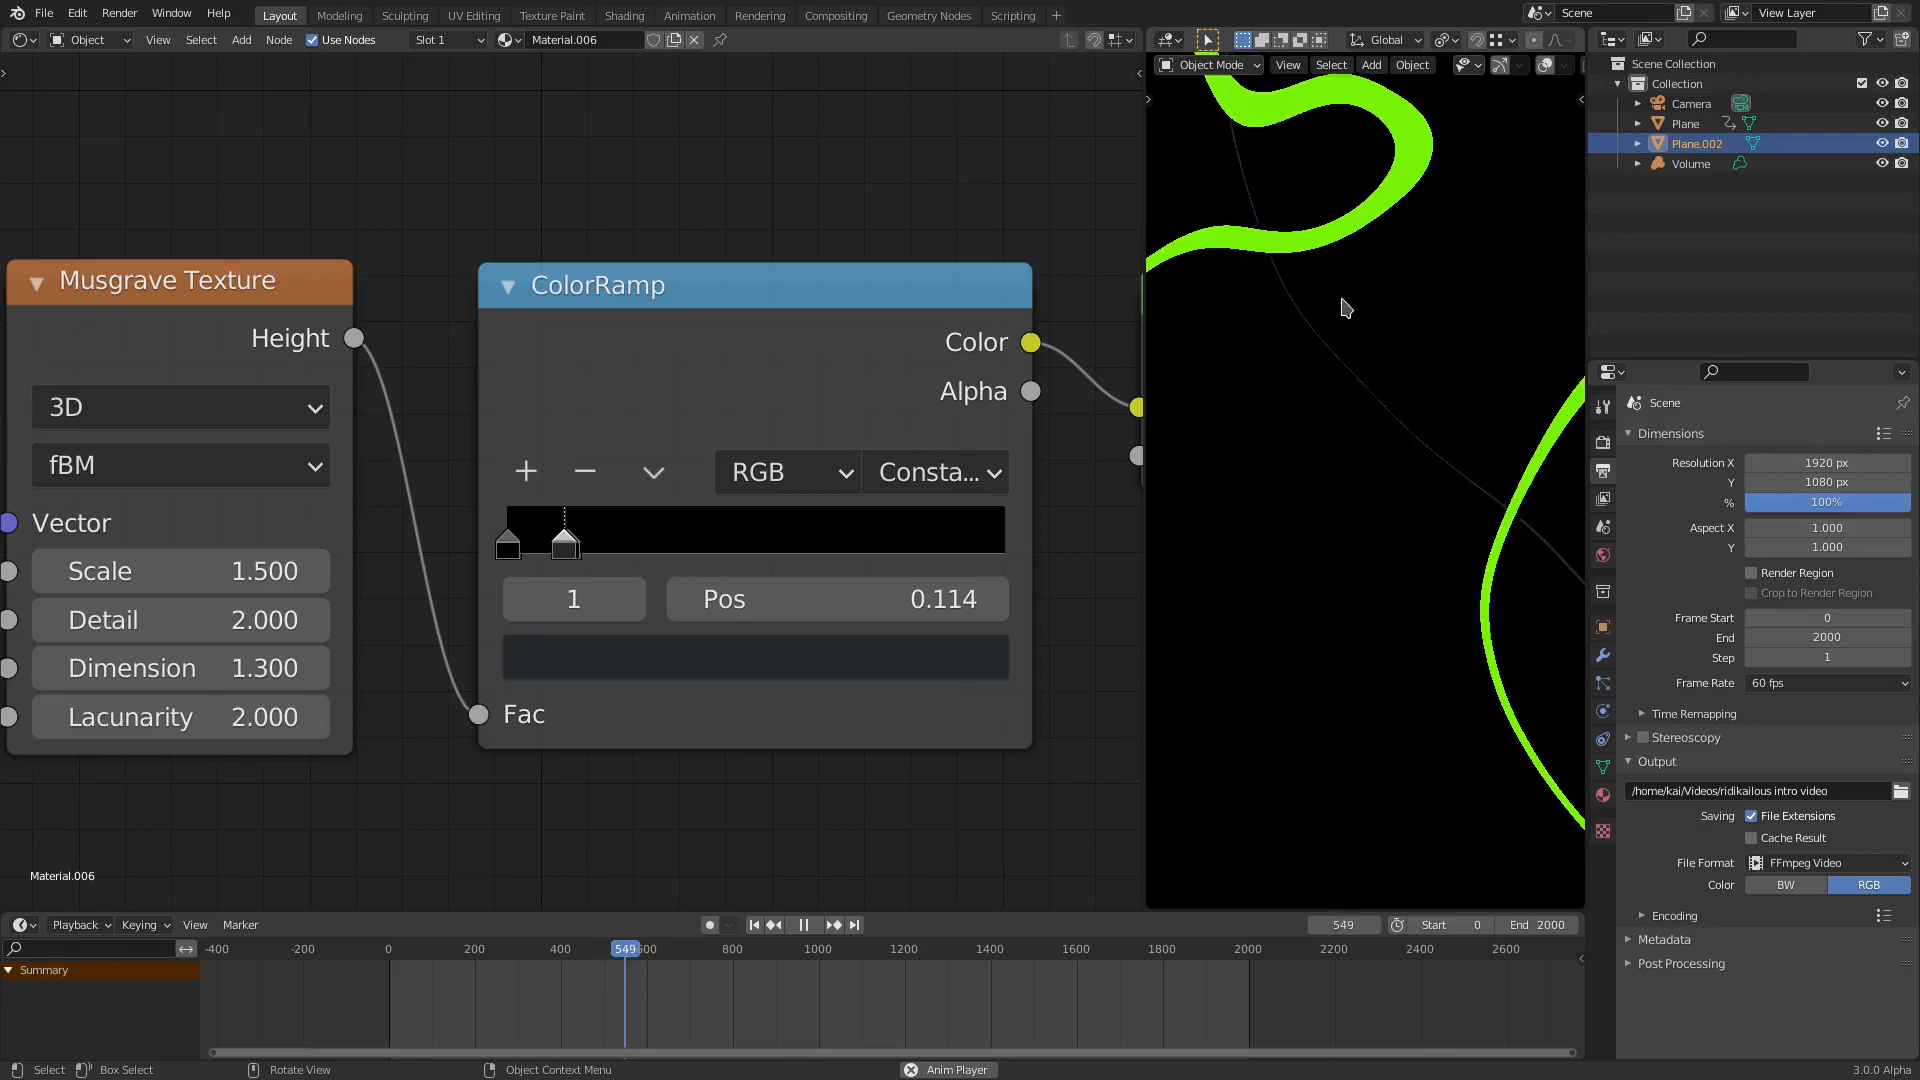 File Edit Render Window Help Layout Modeling Sculpting UV Editing Texture Paint Shading Animation Rendering Compositing Geometry Nodes Scripting + Scene View Layer
Object View Select Add Node Use Nodes Slot 1 Material.006 Global
Object Mode View Select Add Object
Scene Collection
Collection
Camera
Plane
Plane.002
Volume
Musgrave Texture
Height
3D
fBM
Vector
Scale 1.500
Detail 2.000
Dimension 1.300
Lacunarity 2.000
ColorRamp
Color
Alpha
RGB Consta...
1 Pos 0.114
Fac
Material.006
Scene
Dimensions
Resolution X 1920 px
Y 1080 px
% 100%
Aspect X 1.000
Y 1.000
Render Region
Crop to Render Region
Frame Start 0
End 2000
Step 1
Frame Rate 60 fps
Time Remapping
Stereoscopy
Output
/home/kai/Videos/ridikailous intro video
Saving File Extensions
Cache Result
File Format FFmpeg Video
Color BW RGB
Encoding
Metadata
Post Processing
Playback Keying View Marker 549 Start 0 End 2000
-400 -200 0 200 400 549 600 800 1000 1200 1400 1600 1800 2000 2200 2400 2600
Summary
Select Box Select Rotate View Object Context Menu Anim Player 3.0.0 Alpha